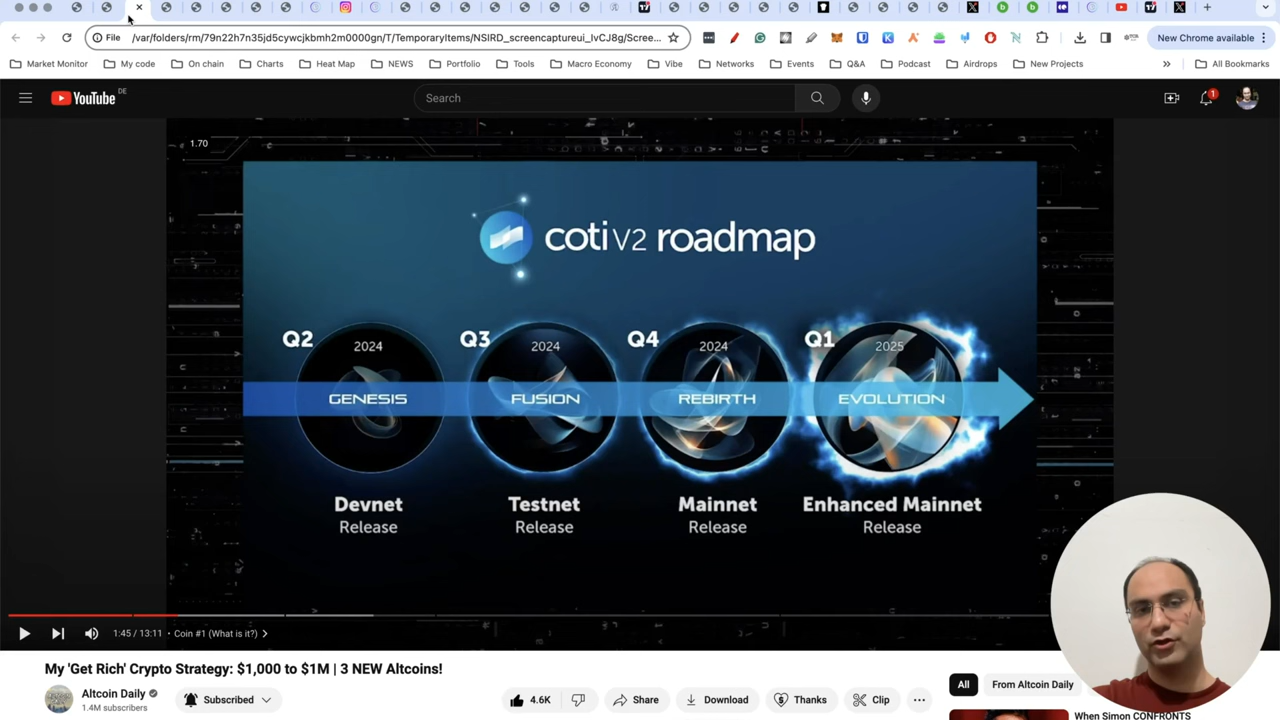 File
/var/folders/rm/79n22h7n35jd5cywcjkbmh2m0000gn/T/TemporaryItems/NSIRD_screencaptureui_IvCJ8g/Scree...
New Chrome available
Market Monitor
My code
On chain
Charts
Heat Map
NEWS
Portfolio
Tools
Macro Economy
Vibe
Networks
Events
Q&A
Podcast
Airdrops
New Projects
»
All Bookmarks
YouTube DE
Search
1
1.70
coti v2 roadmap
Q2 2024
Q3 2024
Q4 2024
Q1 2025
GENESIS
FUSION
REBIRTH
EVOLUTION
Devnet
Release
Testnet
Release
Mainnet
Release
Enhanced Mainnet
Release
1:45 / 13:11 • Coin #1 (What is it?)
My 'Get Rich' Crypto Strategy: $1,000 to $1M | 3 NEW Altcoins!
Altcoin Daily
1.4M subscribers
Subscribed
4.6K
Share
Download
Thanks
Clip
All
From Altcoin Daily
When Simon CONFRONTS